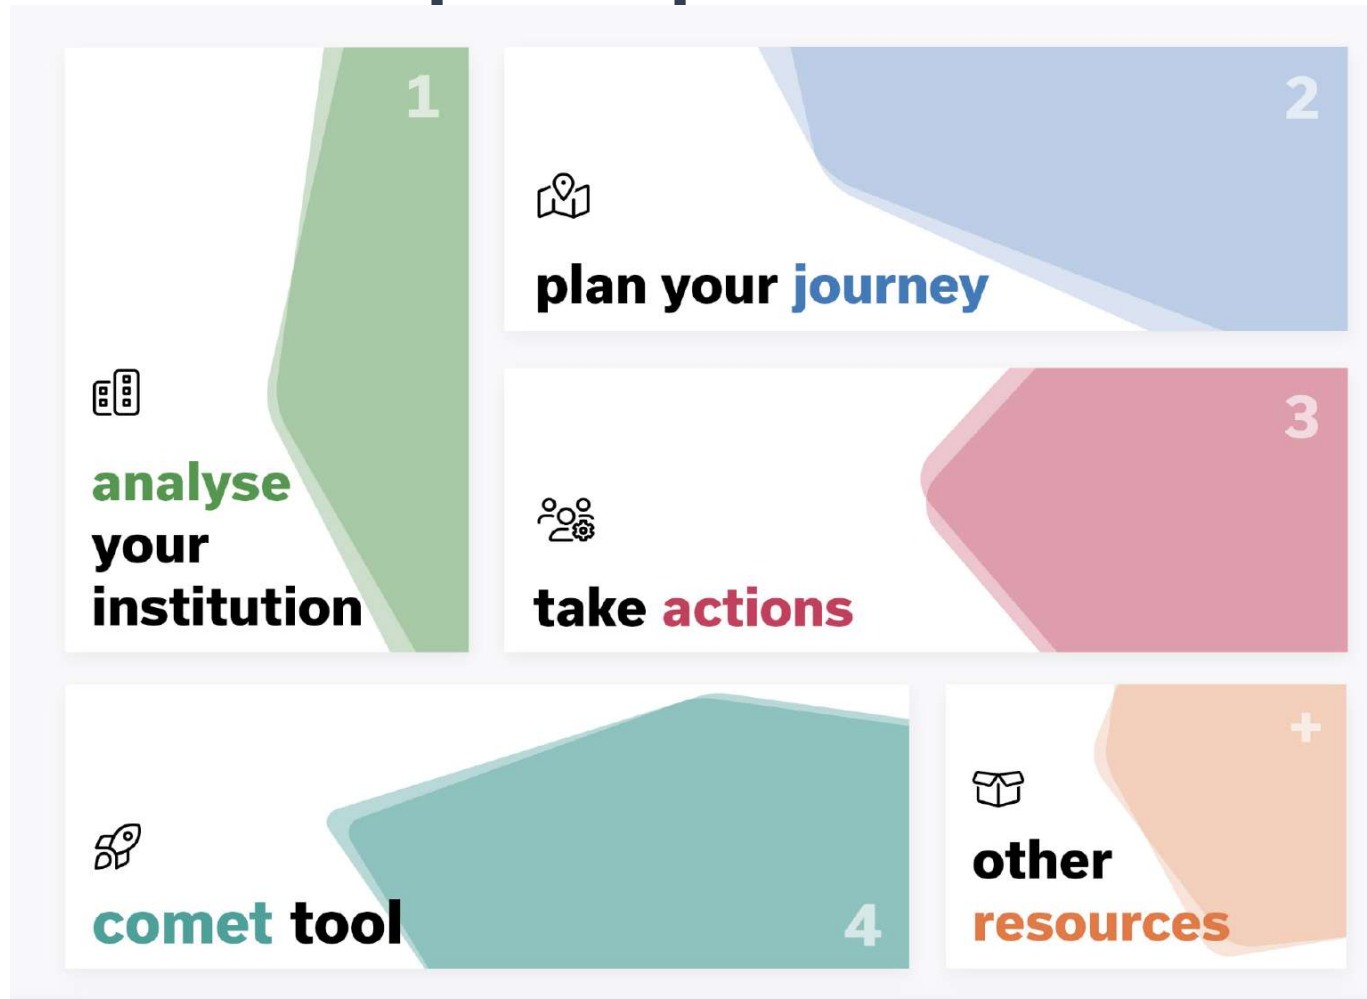 1
analyse
your
institution
2
plan your journey
3
take actions
comet tool
4
+
other
resources